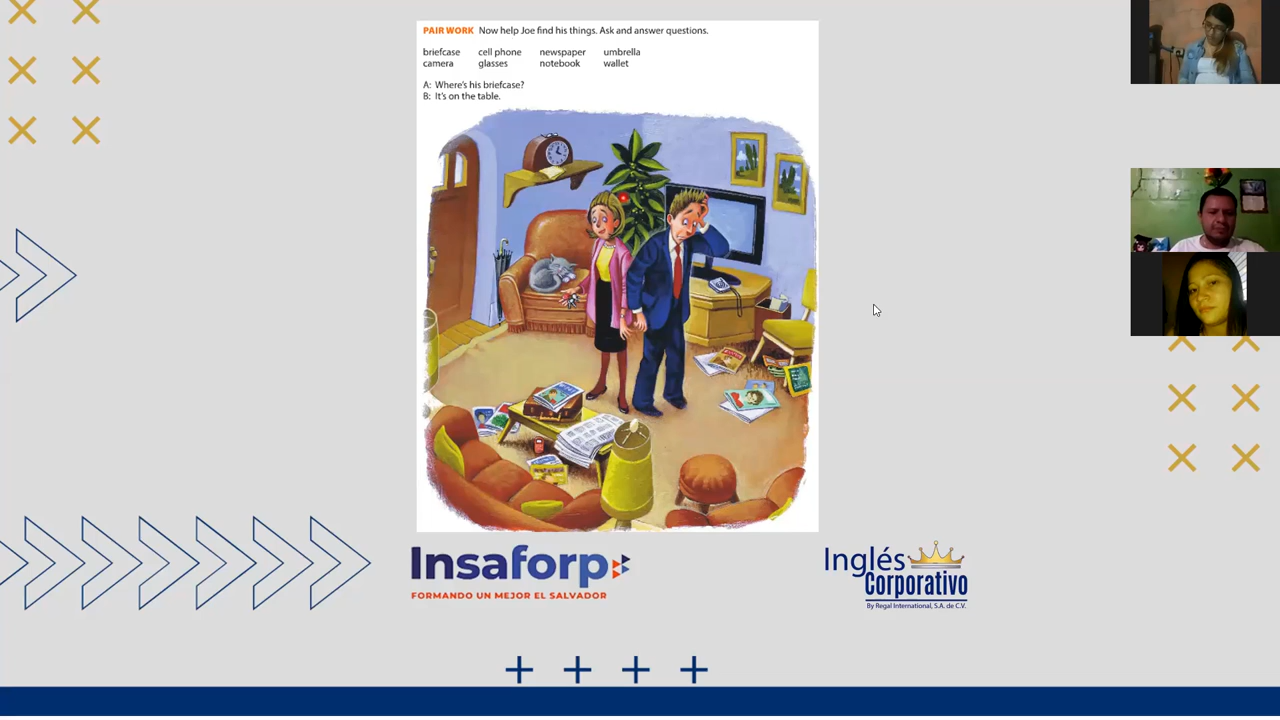 PAIR WORK Now help Joe find his things. Ask and answer questions.
briefcase cell phone newspaper umbrella
camera glasses notebook wallet
A: Where's his briefcase?
B: It's on the table.
Insaforp
FORMANDO UN MEJOR EL SALVADOR
Inglés
Corporativo
By Regal International, S.A. de C.V.